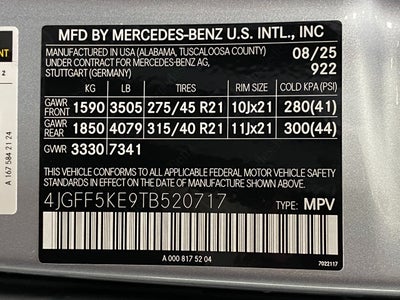 MFD BY MERCEDES-BENZ U.S. INTL., INC
MANUFACTURED IN USA (ALABAMA, TUSCALOOSA COUNTY) 08/25
UNDER CONTRACT FOR MERCEDES-BENZ AG,
STUTTGART (GERMANY) 922
KG LB TIRES RIM SIZE COLD KPA (PSI)
GAWR FRONT 1590 3505 275/45 R21 10Jx21 280(41)
GAWR REAR 1850 4079 315/40 R21 11Jx21 300(44)
GVWR 3330 7341
THIS VEHICLE CONFORMS TO ALL APPLICABLE FEDERAL MOTOR VEHICLE SAFETY
AND THEFT PREVENTION STANDARDS IN EFFECT ON THE DATE OF MANUFACTURE SHOWN ABOVE.
4JGFF5KE9TB520717 TYPE: MPV
A 000 817 52 04
7022117
A 167 584 21 24